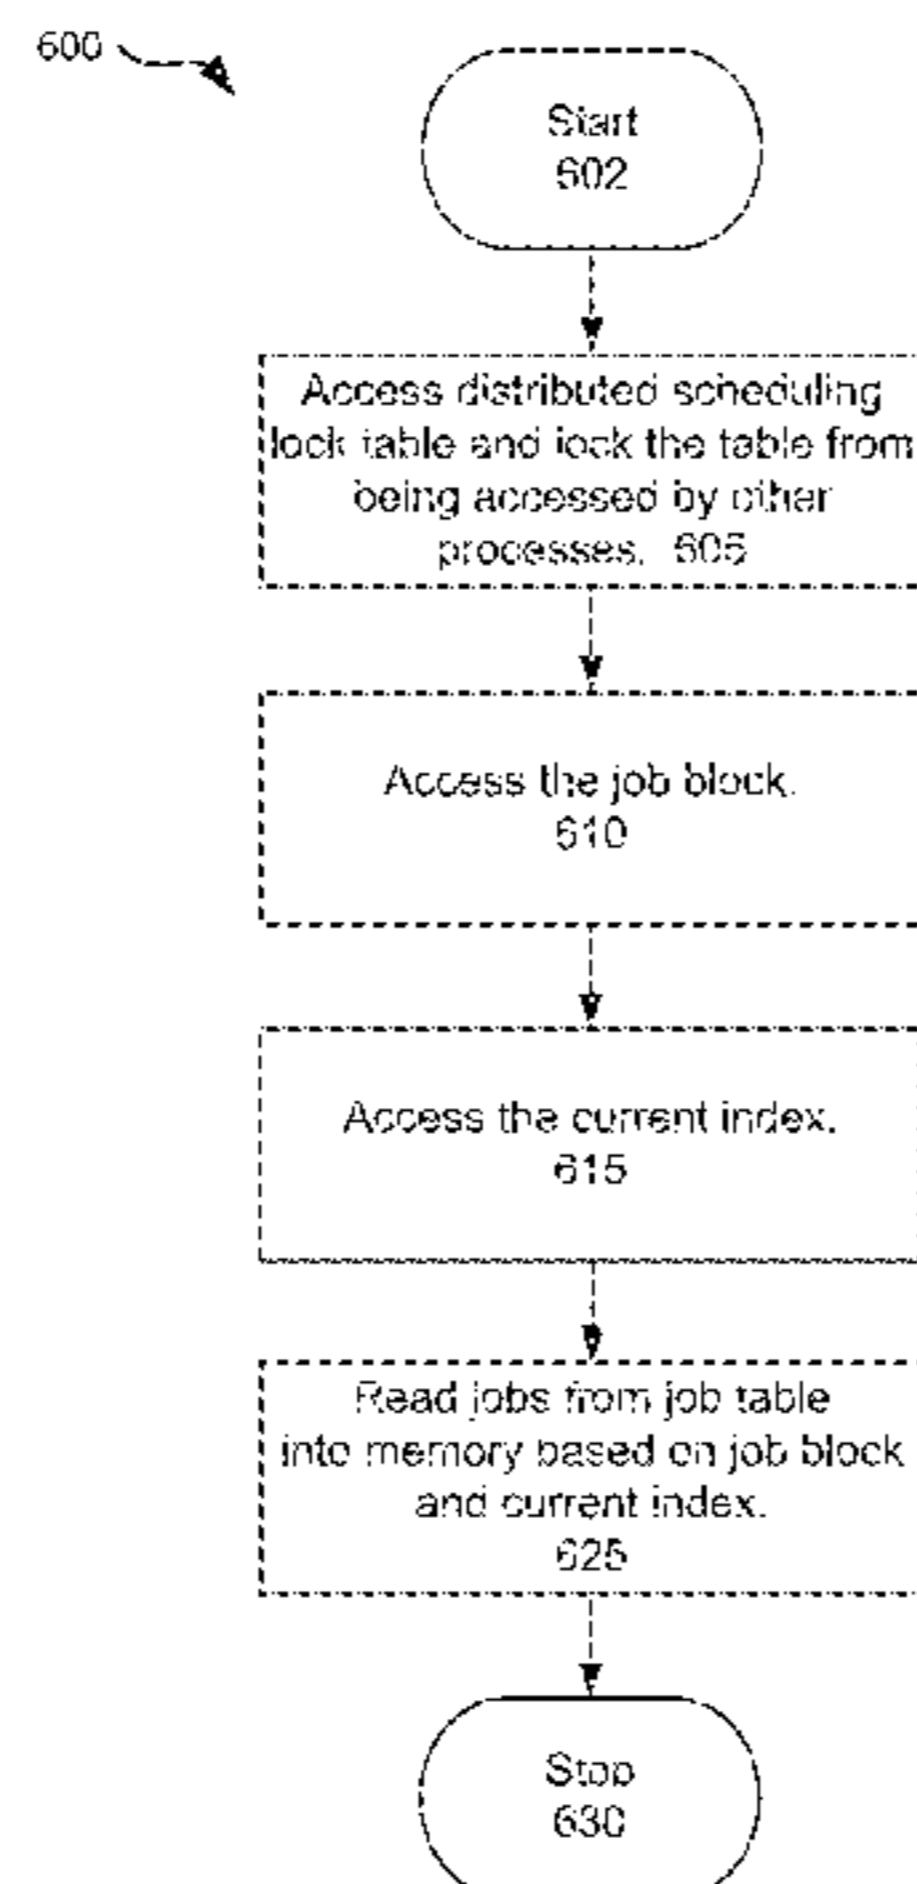 600
Start
602
Access distributed scheduling
lock table and lock the table from
being accessed by other
processes. 605
Access the job block.
610
Access the current index.
615
Read jobs from job table
into memory based on job block
and current index.
625
Stop
630